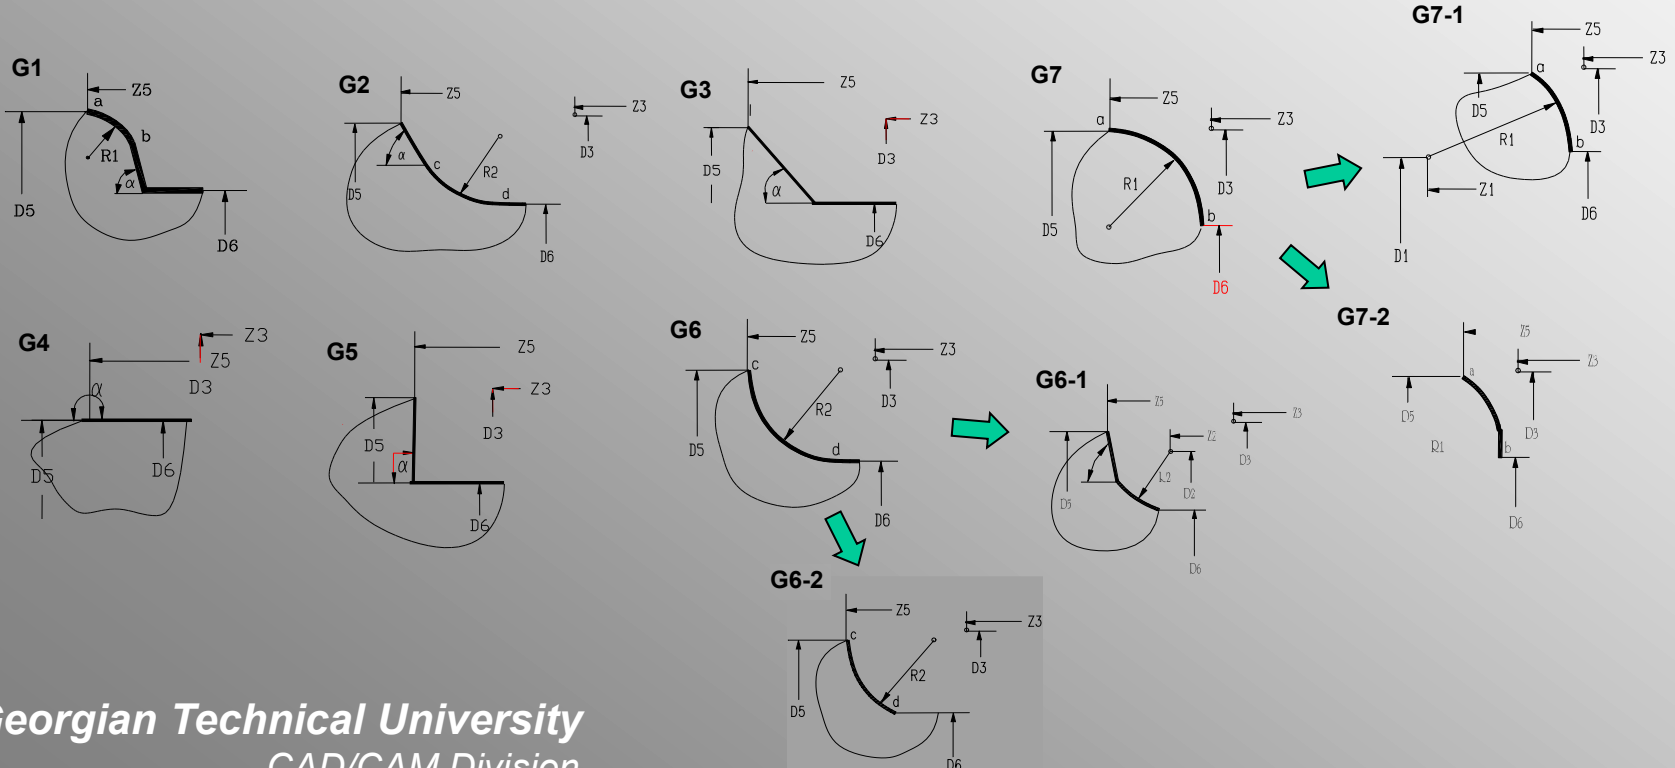 G1
Z5
a
b
R1
α
D5
D6
G2
Z5
Z3
D3
D5
α
c
R2
d
D6
G3
Z5
Z3
D3
D5
α
D6
G7
Z5
Z3
a
D3
R1
D5
b
D6
G7-1
Z5
Z3
a
D5
D3
R1
b
Z1
D6
D1
G4
Z3
Z5
D3
α
D5
D6
G5
Z5
Z3
D3
D5
α
D6
G6
Z5
Z3
c
D3
R2
D5
d
D6
G6-1
Z5
Z3
Z2
D3
R2
D2
D5
D6
G7-2
Z5
Z3
a
D5
D3
R1
b
D6
G6-2
Z5
Z3
c
D3
R2
d
D5
D6
Georgian Technical University
CAD/CAM Division